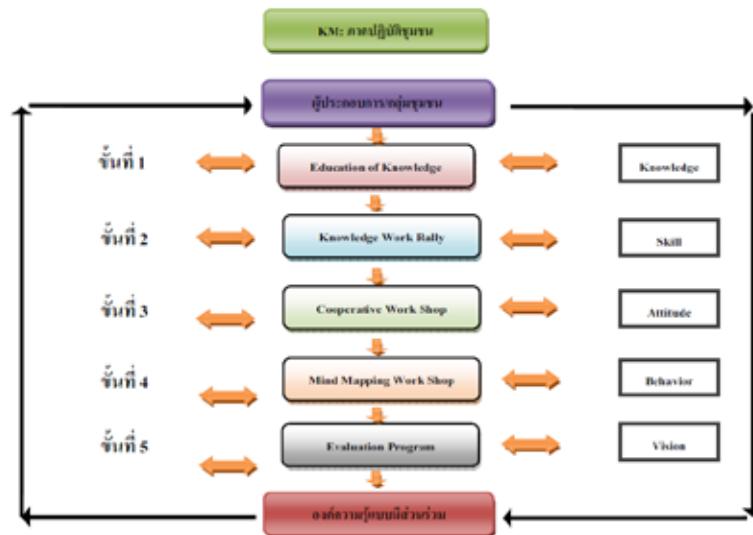 KM: ภาคปฏิบัติชุมชน
ผู้ประกอบการ/กลุ่มชุมชน
ขั้นที่ 1
Education of Knowledge
Knowledge
ขั้นที่ 2
Knowledge Work Rally
Skill
ขั้นที่ 3
Cooperative Work Shop
Attitude
ขั้นที่ 4
Mind Mapping Work Shop
Behavior
ขั้นที่ 5
Evaluation Program
Vision
องค์ความรู้แบบมีส่วนร่วม